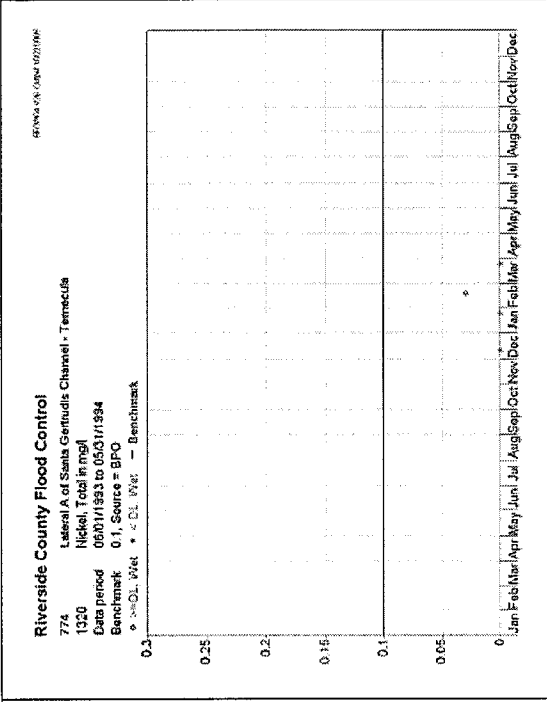 Riverside County Flood Control
774 Lateral A of Santa Gertrudis Channel - Temecula
1320 Nickel, Total in mg/l
Data period 06/01/1993 to 05/31/1994
Benchmark 0.1, Source = BPO
◇ >=DL, Wet * < DL, Wet — Benchmark
0.3
0.25
0.2
0.15
0.1
0.05
0
Jan Feb Mar Apr May Jun Jul Aug Sep Oct Nov Dec Jan Feb Mar Apr May Jun Jul Aug Sep Oct Nov Dec